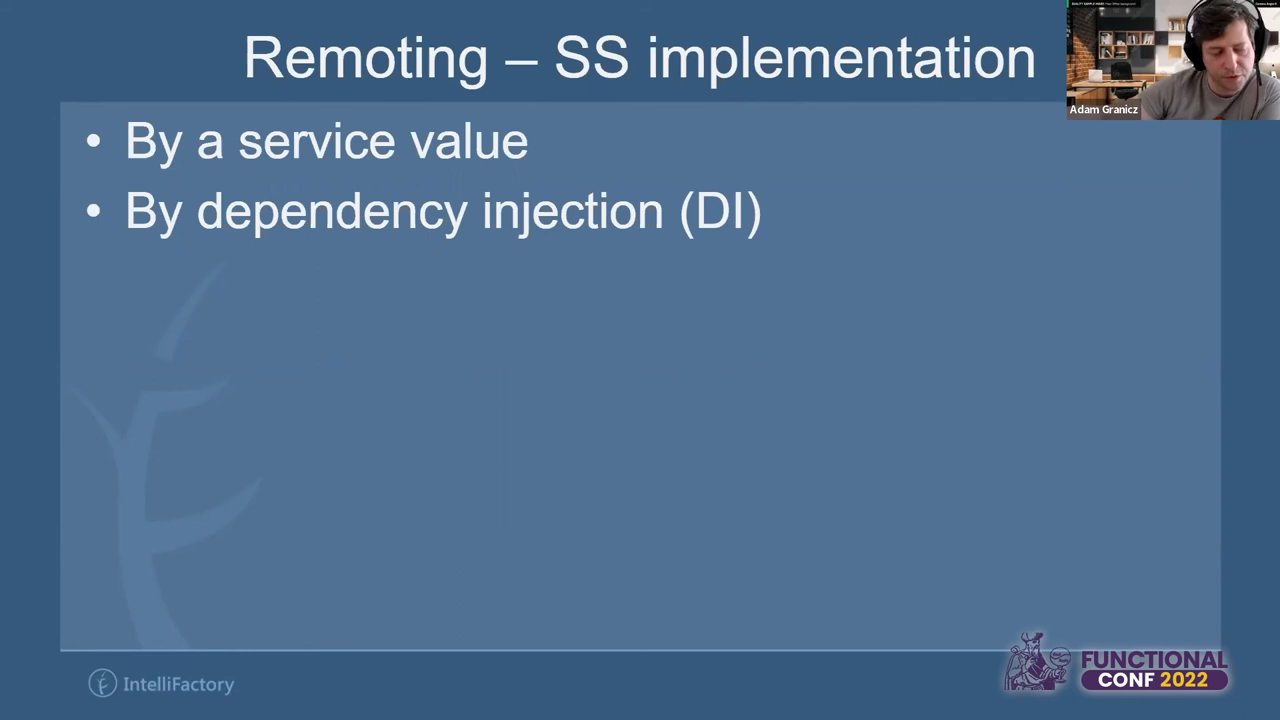 Remoting – SS implementation
Adam Granicz
• By a service value
• By dependency injection (DI)
IntelliFactory
FUNCTIONAL
CONF 2022